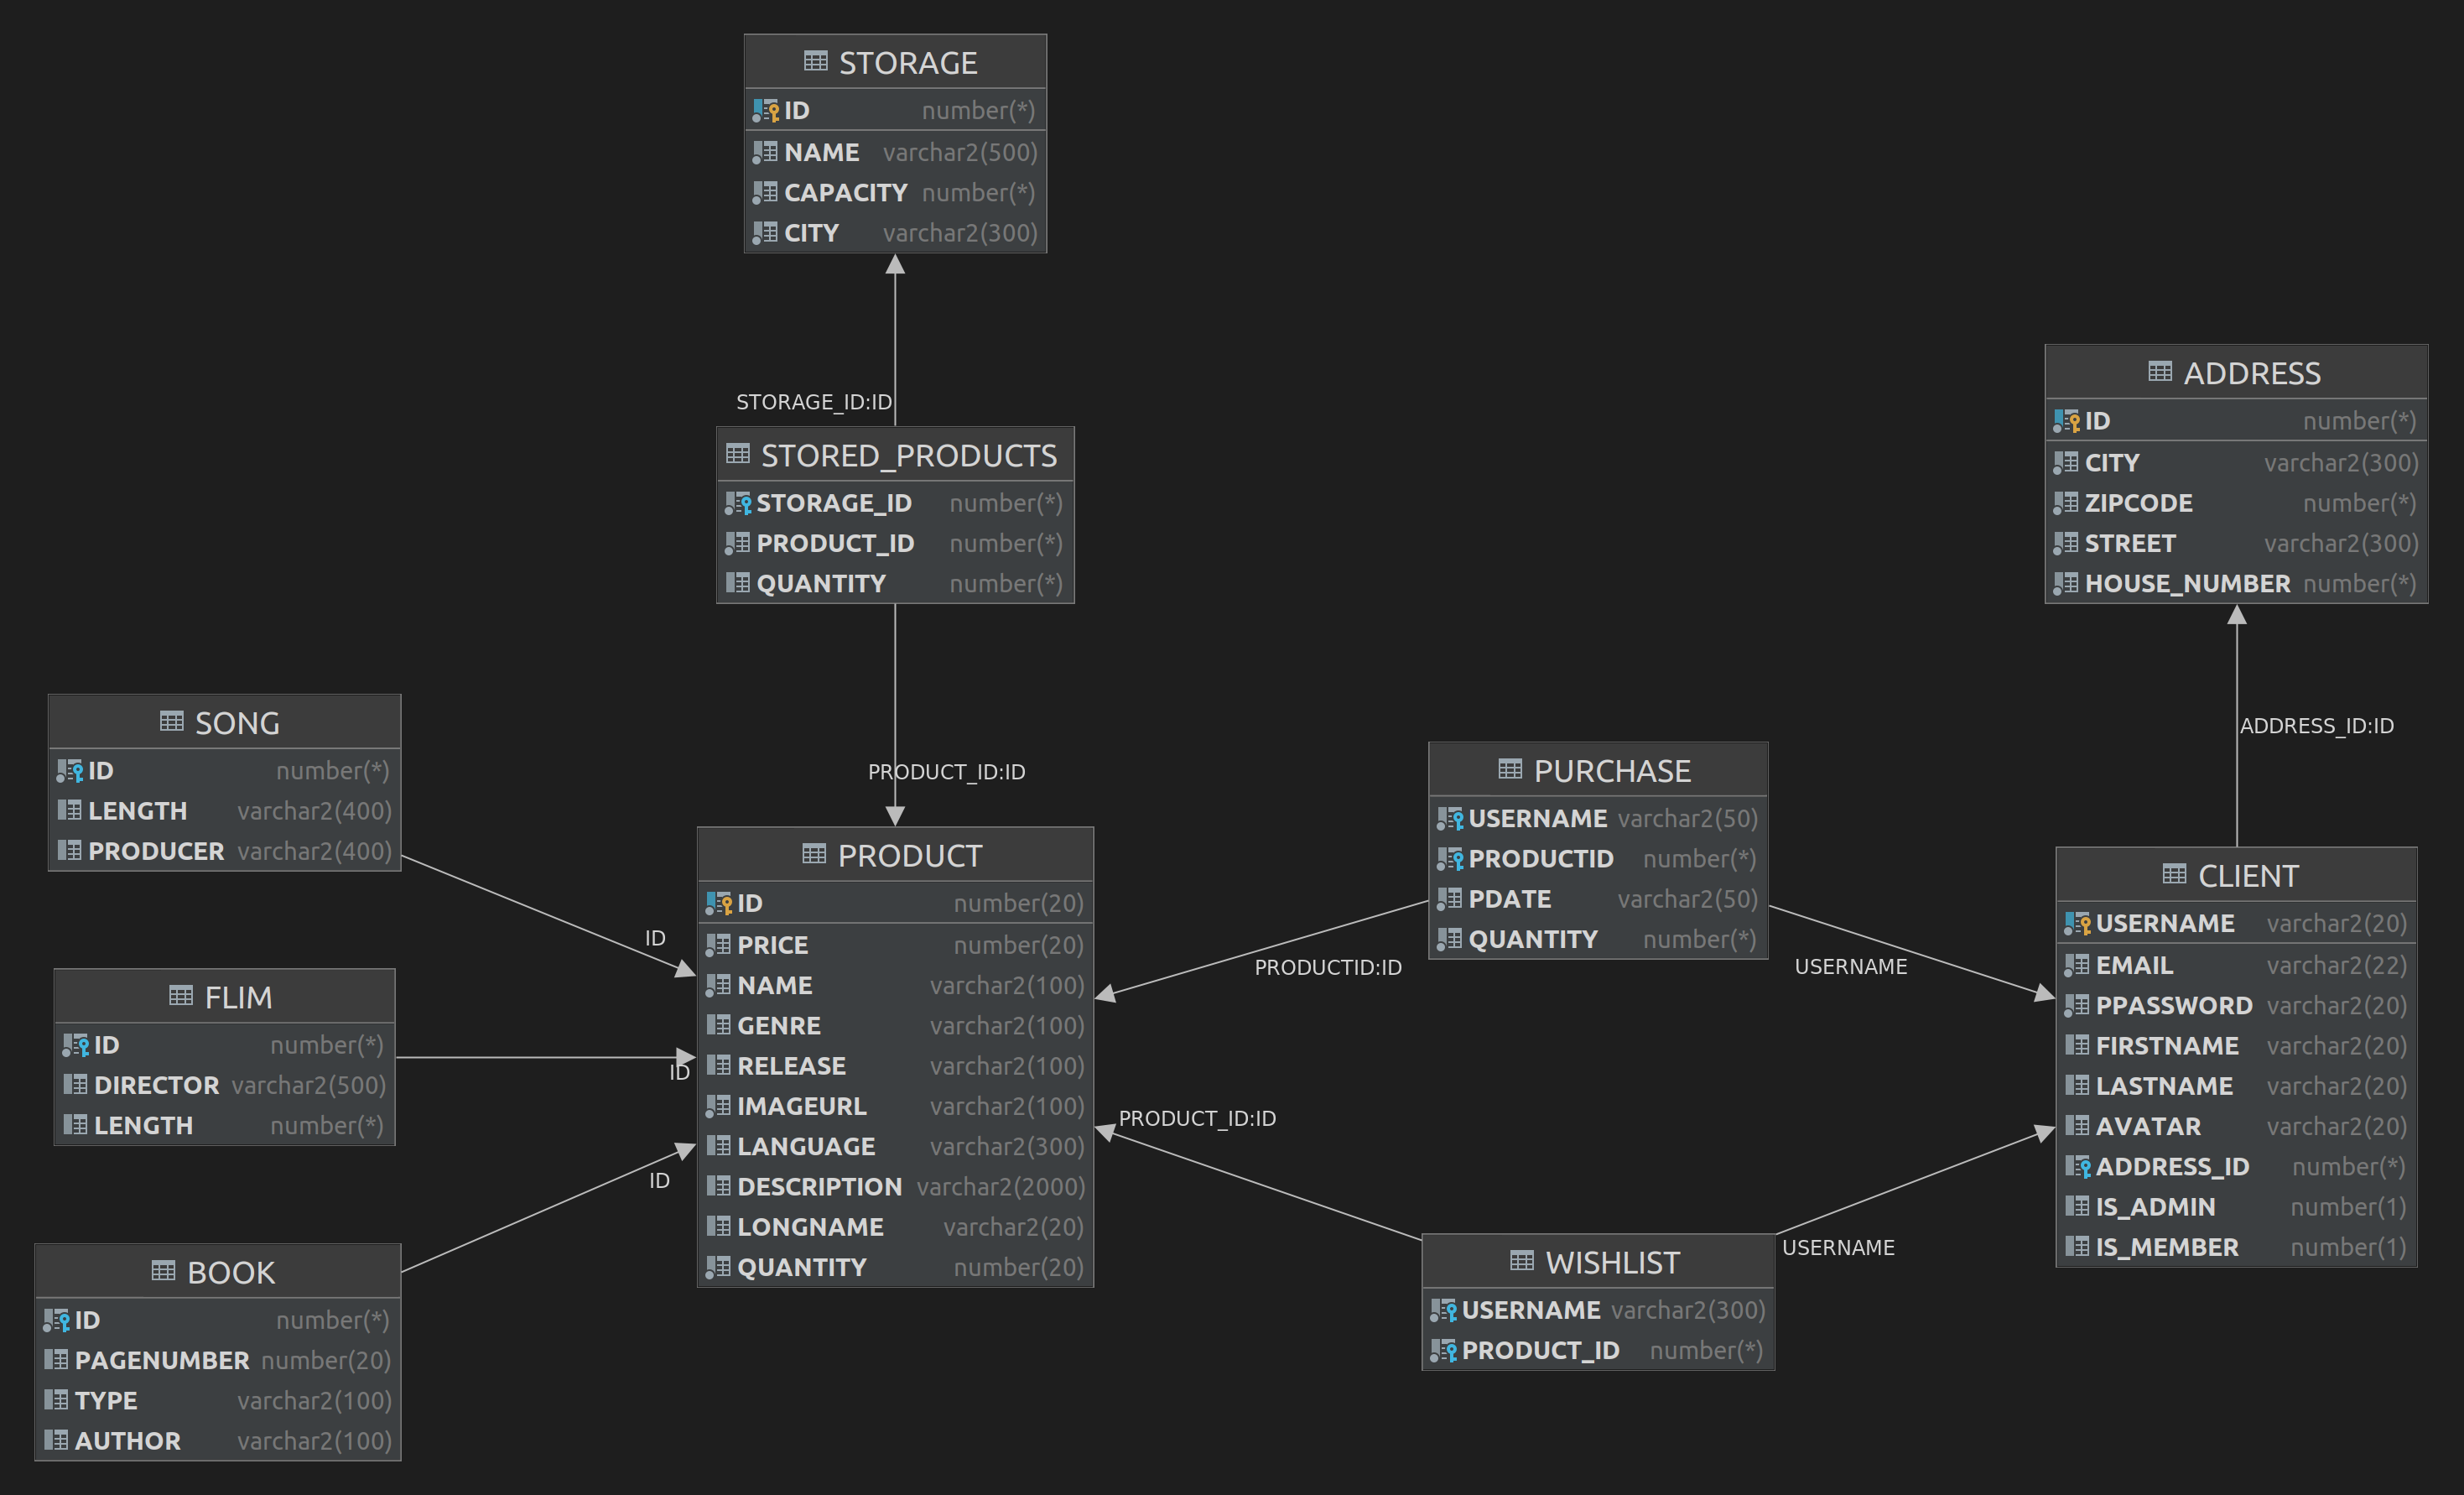 STORAGE
ID number(*)
NAME varchar2(500)
CAPACITY number(*)
CITY varchar2(300)
STORAGE_ID:ID
STORED_PRODUCTS
STORAGE_ID number(*)
PRODUCT_ID number(*)
QUANTITY number(*)
PRODUCT_ID:ID
ADDRESS
ID number(*)
CITY varchar2(300)
ZIPCODE number(*)
STREET varchar2(300)
HOUSE_NUMBER number(*)
ADDRESS_ID:ID
SONG
ID number(*)
LENGTH varchar2(400)
PRODUCER varchar2(400)
ID
FLIM
ID number(*)
DIRECTOR varchar2(500)
LENGTH number(*)
ID
BOOK
ID number(*)
PAGENUMBER number(20)
TYPE varchar2(100)
AUTHOR varchar2(100)
ID
PRODUCT
ID number(20)
PRICE number(20)
NAME varchar2(100)
GENRE varchar2(100)
RELEASE varchar2(100)
IMAGEURL varchar2(100)
LANGUAGE varchar2(300)
DESCRIPTION varchar2(2000)
LONGNAME varchar2(20)
QUANTITY number(20)
PURCHASE
USERNAME varchar2(50)
PRODUCTID number(*)
PDATE varchar2(50)
QUANTITY number(*)
PRODUCTID:ID
USERNAME
PRODUCT_ID:ID
WISHLIST
USERNAME varchar2(300)
PRODUCT_ID number(*)
USERNAME
CLIENT
USERNAME varchar2(20)
EMAIL varchar2(22)
PPASSWORD varchar2(20)
FIRSTNAME varchar2(20)
LASTNAME varchar2(20)
AVATAR varchar2(20)
ADDRESS_ID number(*)
IS_ADMIN number(1)
IS_MEMBER number(1)